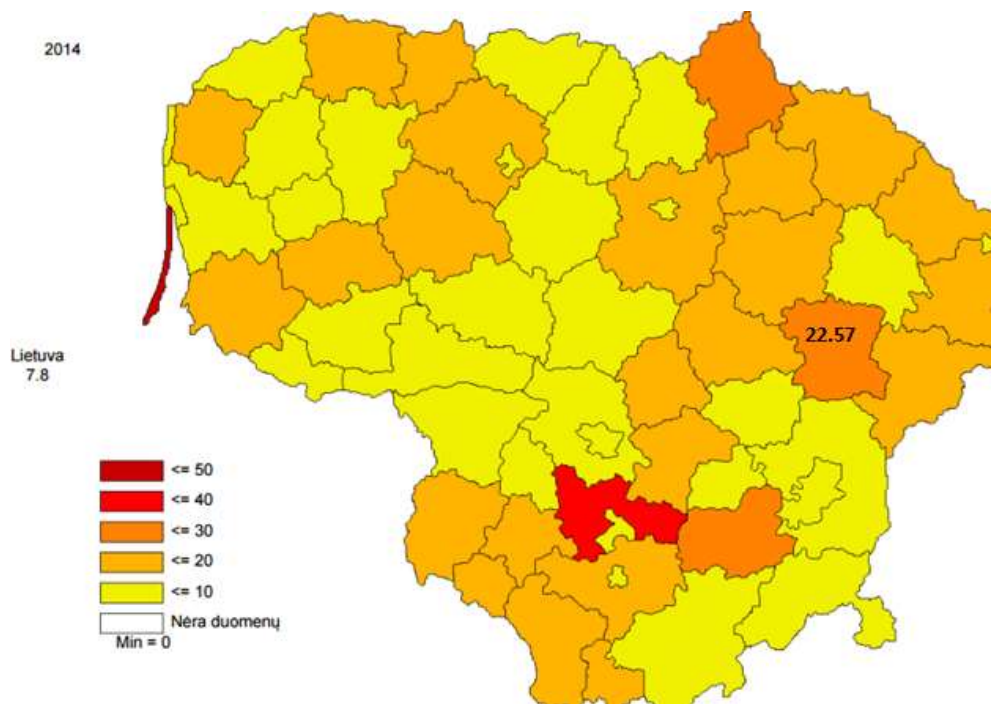 2014
22.57
Lietuva
7.8
<= 50
<= 40
<= 30
<= 20
<= 10
Nėra duomenų
Min = 0